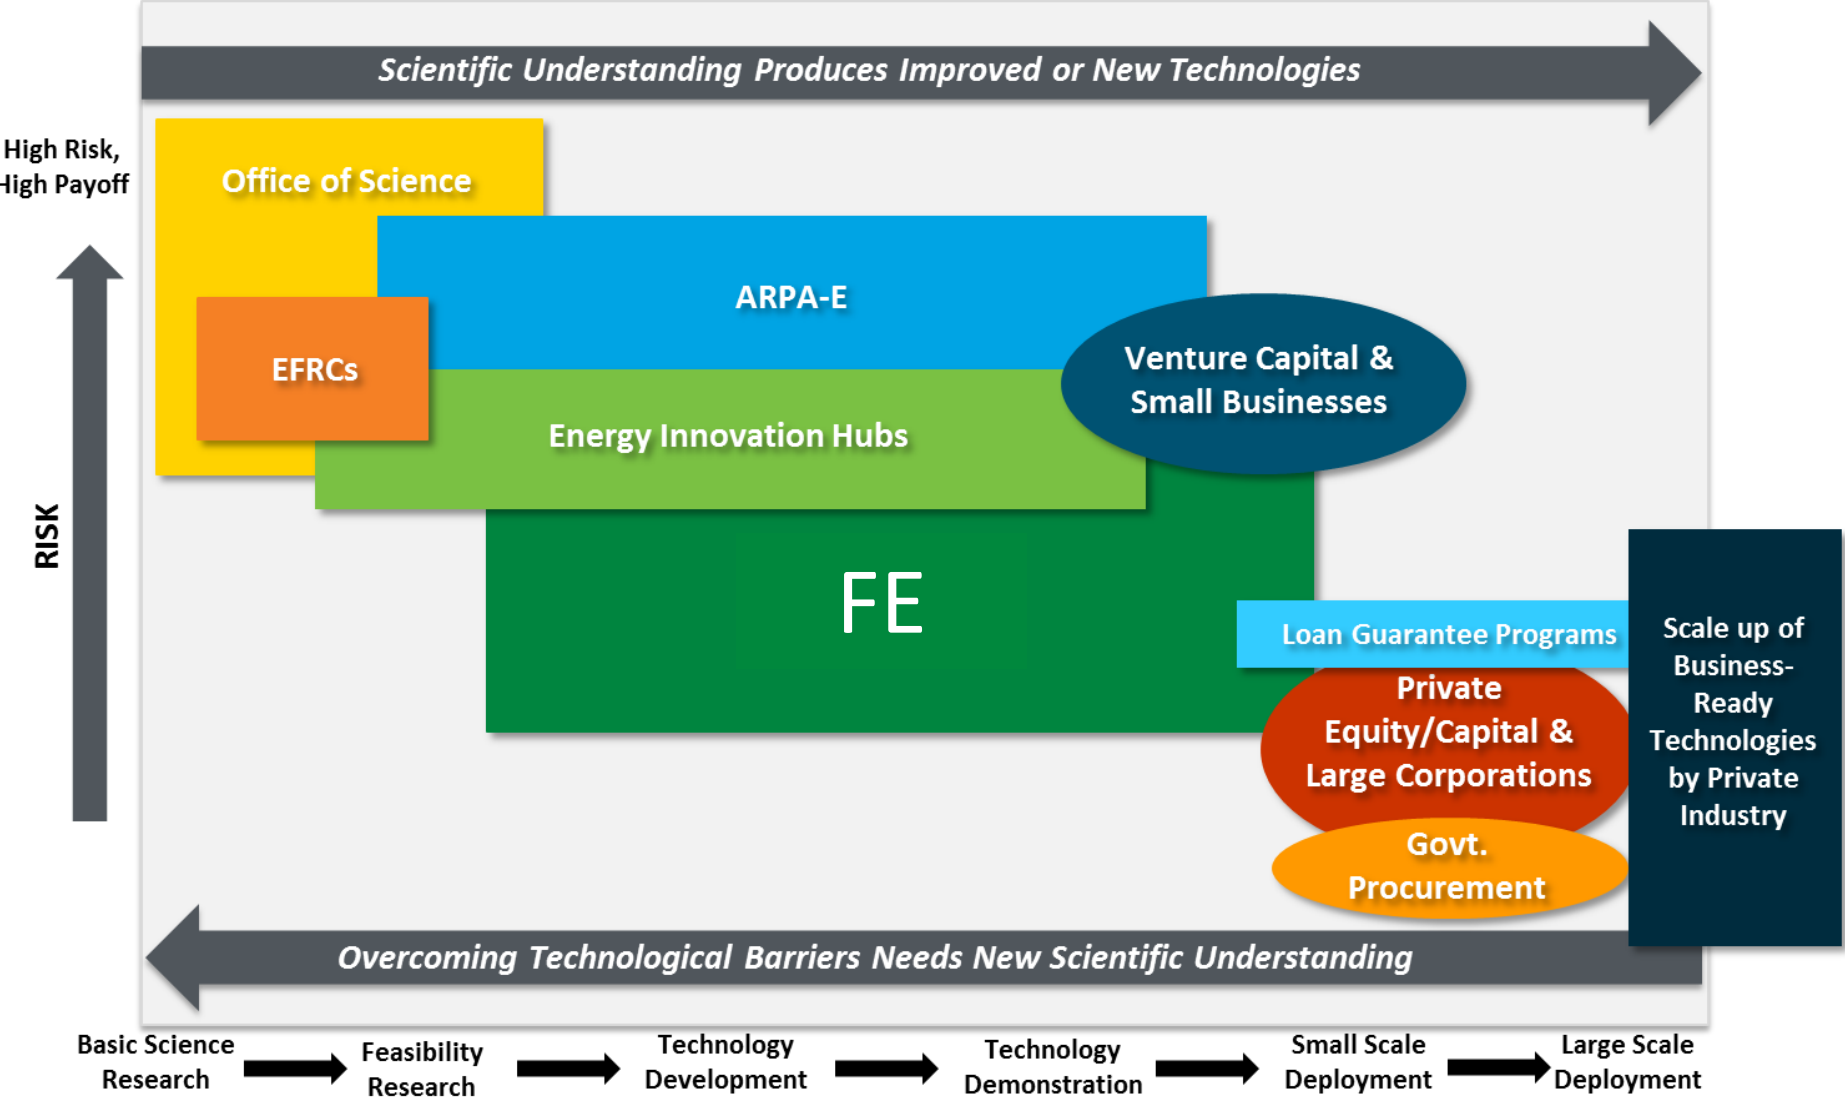 Scientific Understanding Produces Improved or New Technologies
High Risk,
High Payoff
Office of Science
ARPA-E
EFRCs
Venture Capital &
Small Businesses
Energy Innovation Hubs
RISK
FE
Loan Guarantee Programs
Private
Equity/Capital &
Large Corporations
Scale up of
Business-
Ready
Technologies
by Private
Industry
Govt.
Procurement
Overcoming Technological Barriers Needs New Scientific Understanding
Basic Science
Research
Feasibility
Research
Technology
Development
Technology
Demonstration
Small Scale
Deployment
Large Scale
Deployment